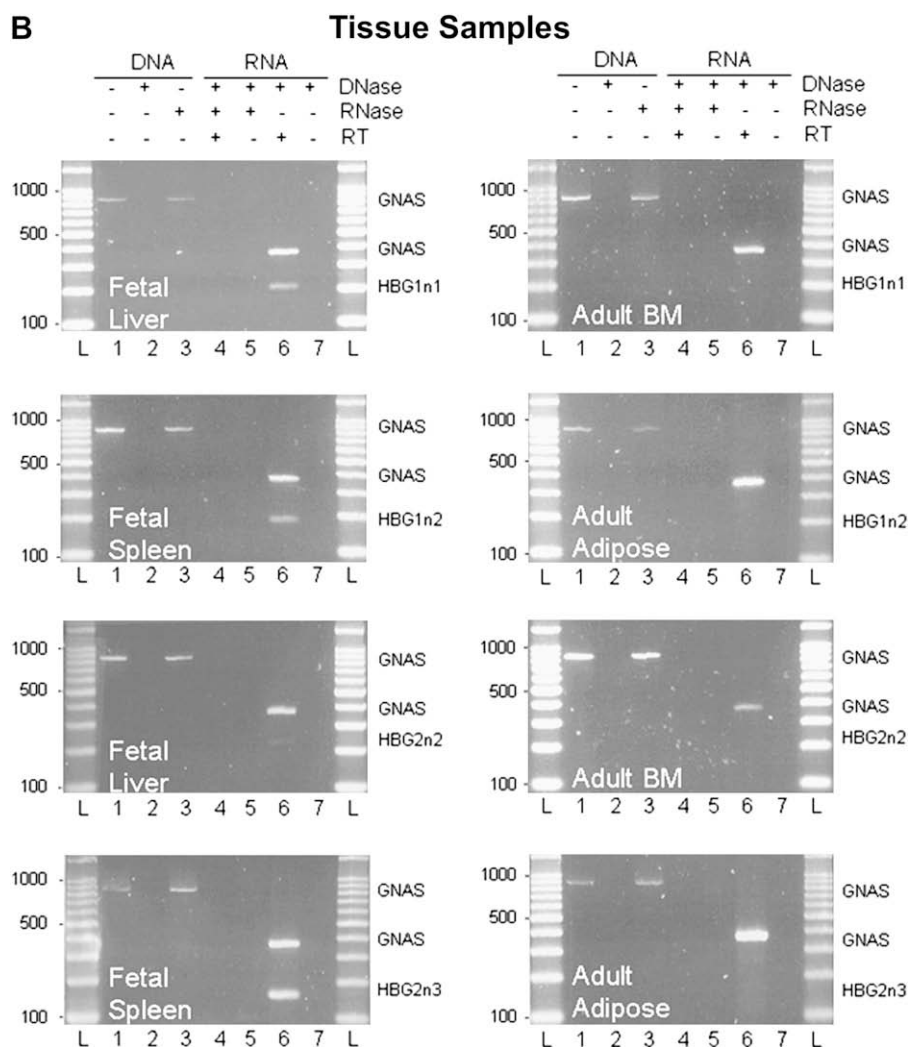 B
Tissue Samples
DNA RNA DNA RNA
- + - + + + + DNase - + - + + + + DNase
- - + + + - - RNase - - + + + - - RNase
- - - + - + - RT - - - + - + - RT
1000 GNAS 1000 GNAS
500 GNAS 500 GNAS
Fetal HBG1n1 HBG1n1
100 Liver 100 Adult BM
L 1 2 3 4 5 6 7 L L 1 2 3 4 5 6 7 L
1000 GNAS 1000 GNAS
500 GNAS 500 GNAS
Fetal HBG1n2 Adult HBG1n2
100 Spleen 100 Adipose
L 1 2 3 4 5 6 7 L L 1 2 3 4 5 6 7 L
1000 GNAS 1000 GNAS
500 GNAS 500 GNAS
Fetal HBG2n2 HBG2n2
100 Liver 100 Adult BM
L 1 2 3 4 5 6 7 L L 1 2 3 4 5 6 7 L
1000 GNAS 1000 GNAS
500 GNAS 500 GNAS
Fetal HBG2n3 Adult HBG2n3
100 Spleen 100 Adipose
L 1 2 3 4 5 6 7 L L 1 2 3 4 5 6 7 L